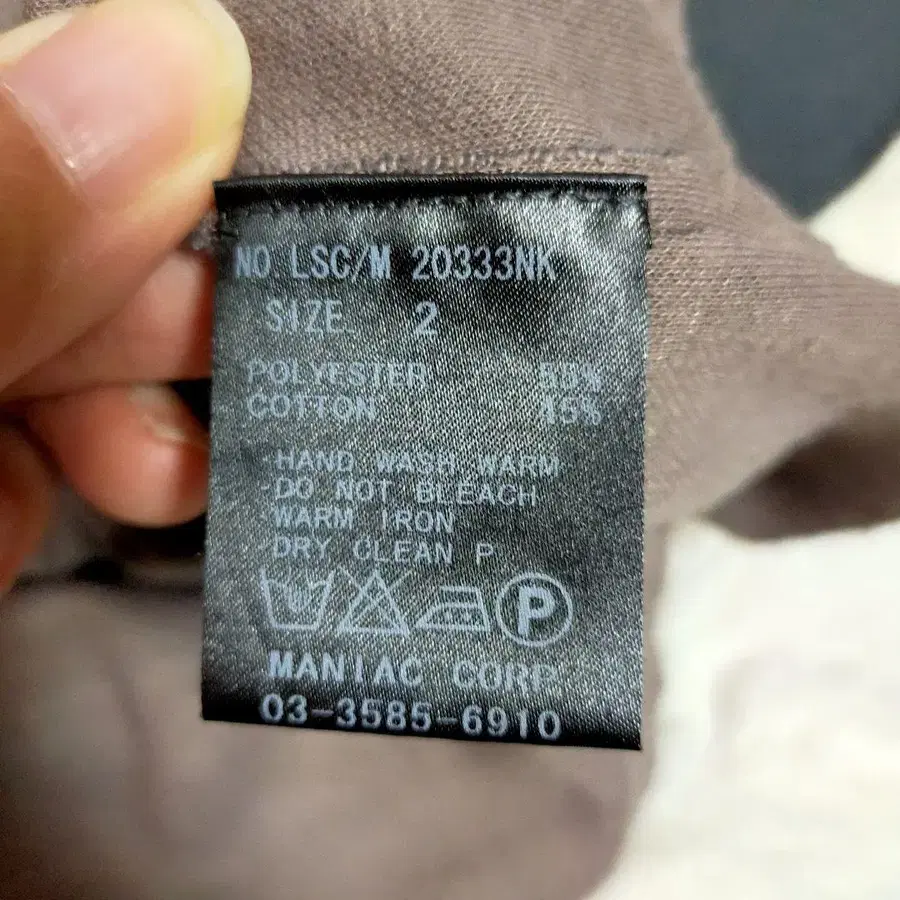 NO LSC/M 20333NK
SIZE 2
POLYESTER 55%
COTTON 45%
HAND WASH WARM
DO NOT BLEACH
WARM IRON
DRY CLEAN P
P
MANIAC CORP
03-3585-6910